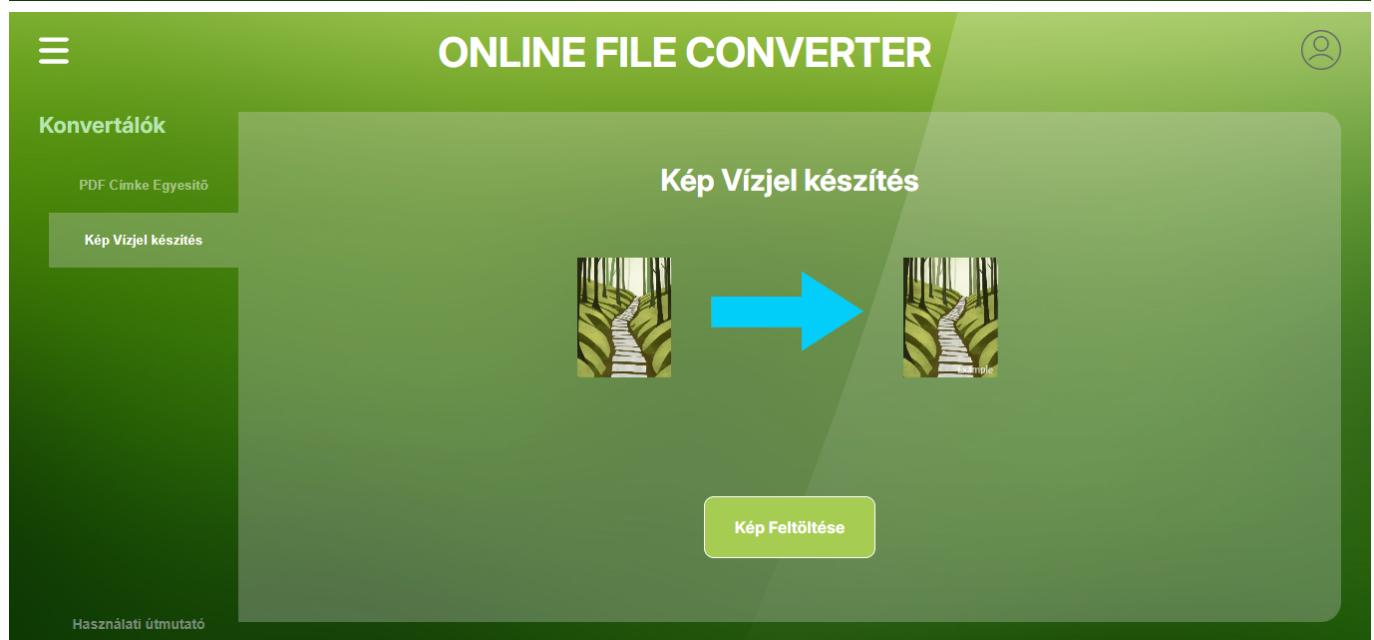 ONLINE FILE CONVERTER
Konvertálók
PDF Címke Egyesítő
Kép Vízjel készítés
Kép Vízjel készítés
Example
Kép Feltöltése
Használati útmutató